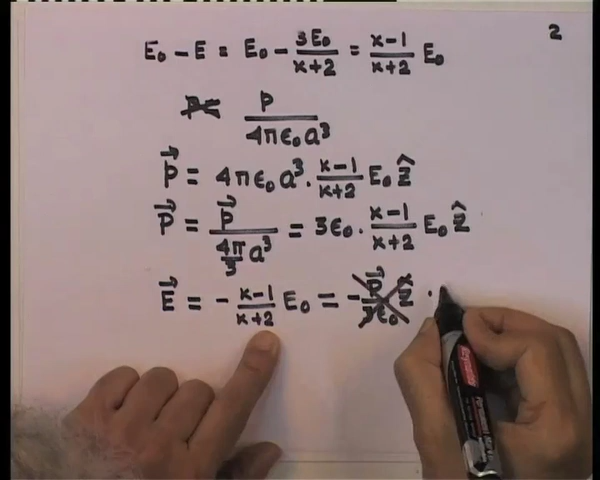 2
E₀ − E = E₀ − 3E₀/(κ+2) = (κ−1)/(κ+2) E₀
p/(4πε₀a³)
p⃗ = 4πε₀a³ · (κ−1)/(κ+2) E₀ ẑ
P⃗ = p⃗/((4π/3)a³) = 3ε₀ · (κ−1)/(κ+2) E₀ ẑ
E⃗ = − (κ−1)/(κ+2) E₀ = − P⃗/(3ε₀) ẑ ·